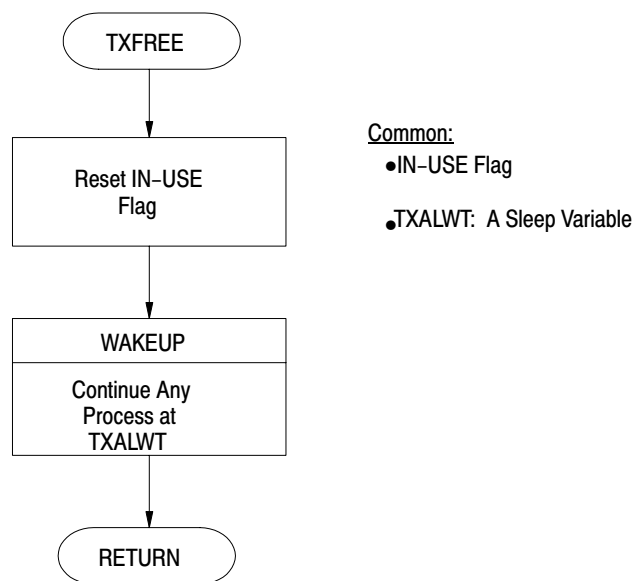 TXFREE
Reset IN-USE
Flag
WAKEUP
Continue Any
Process at
TXALWT
RETURN
Common:
•IN-USE Flag
•TXALWT: A Sleep Variable